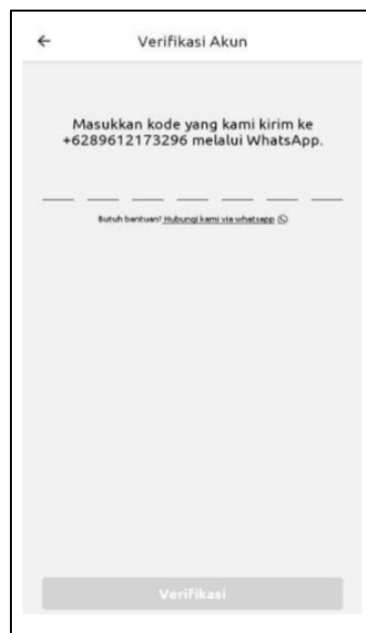 Verifikasi Akun
Masukkan kode yang kami kirim ke
+6289612173296 melalui WhatsApp.
Butuh bantuan? Hubungi kami via whatsapp
Verifikasi